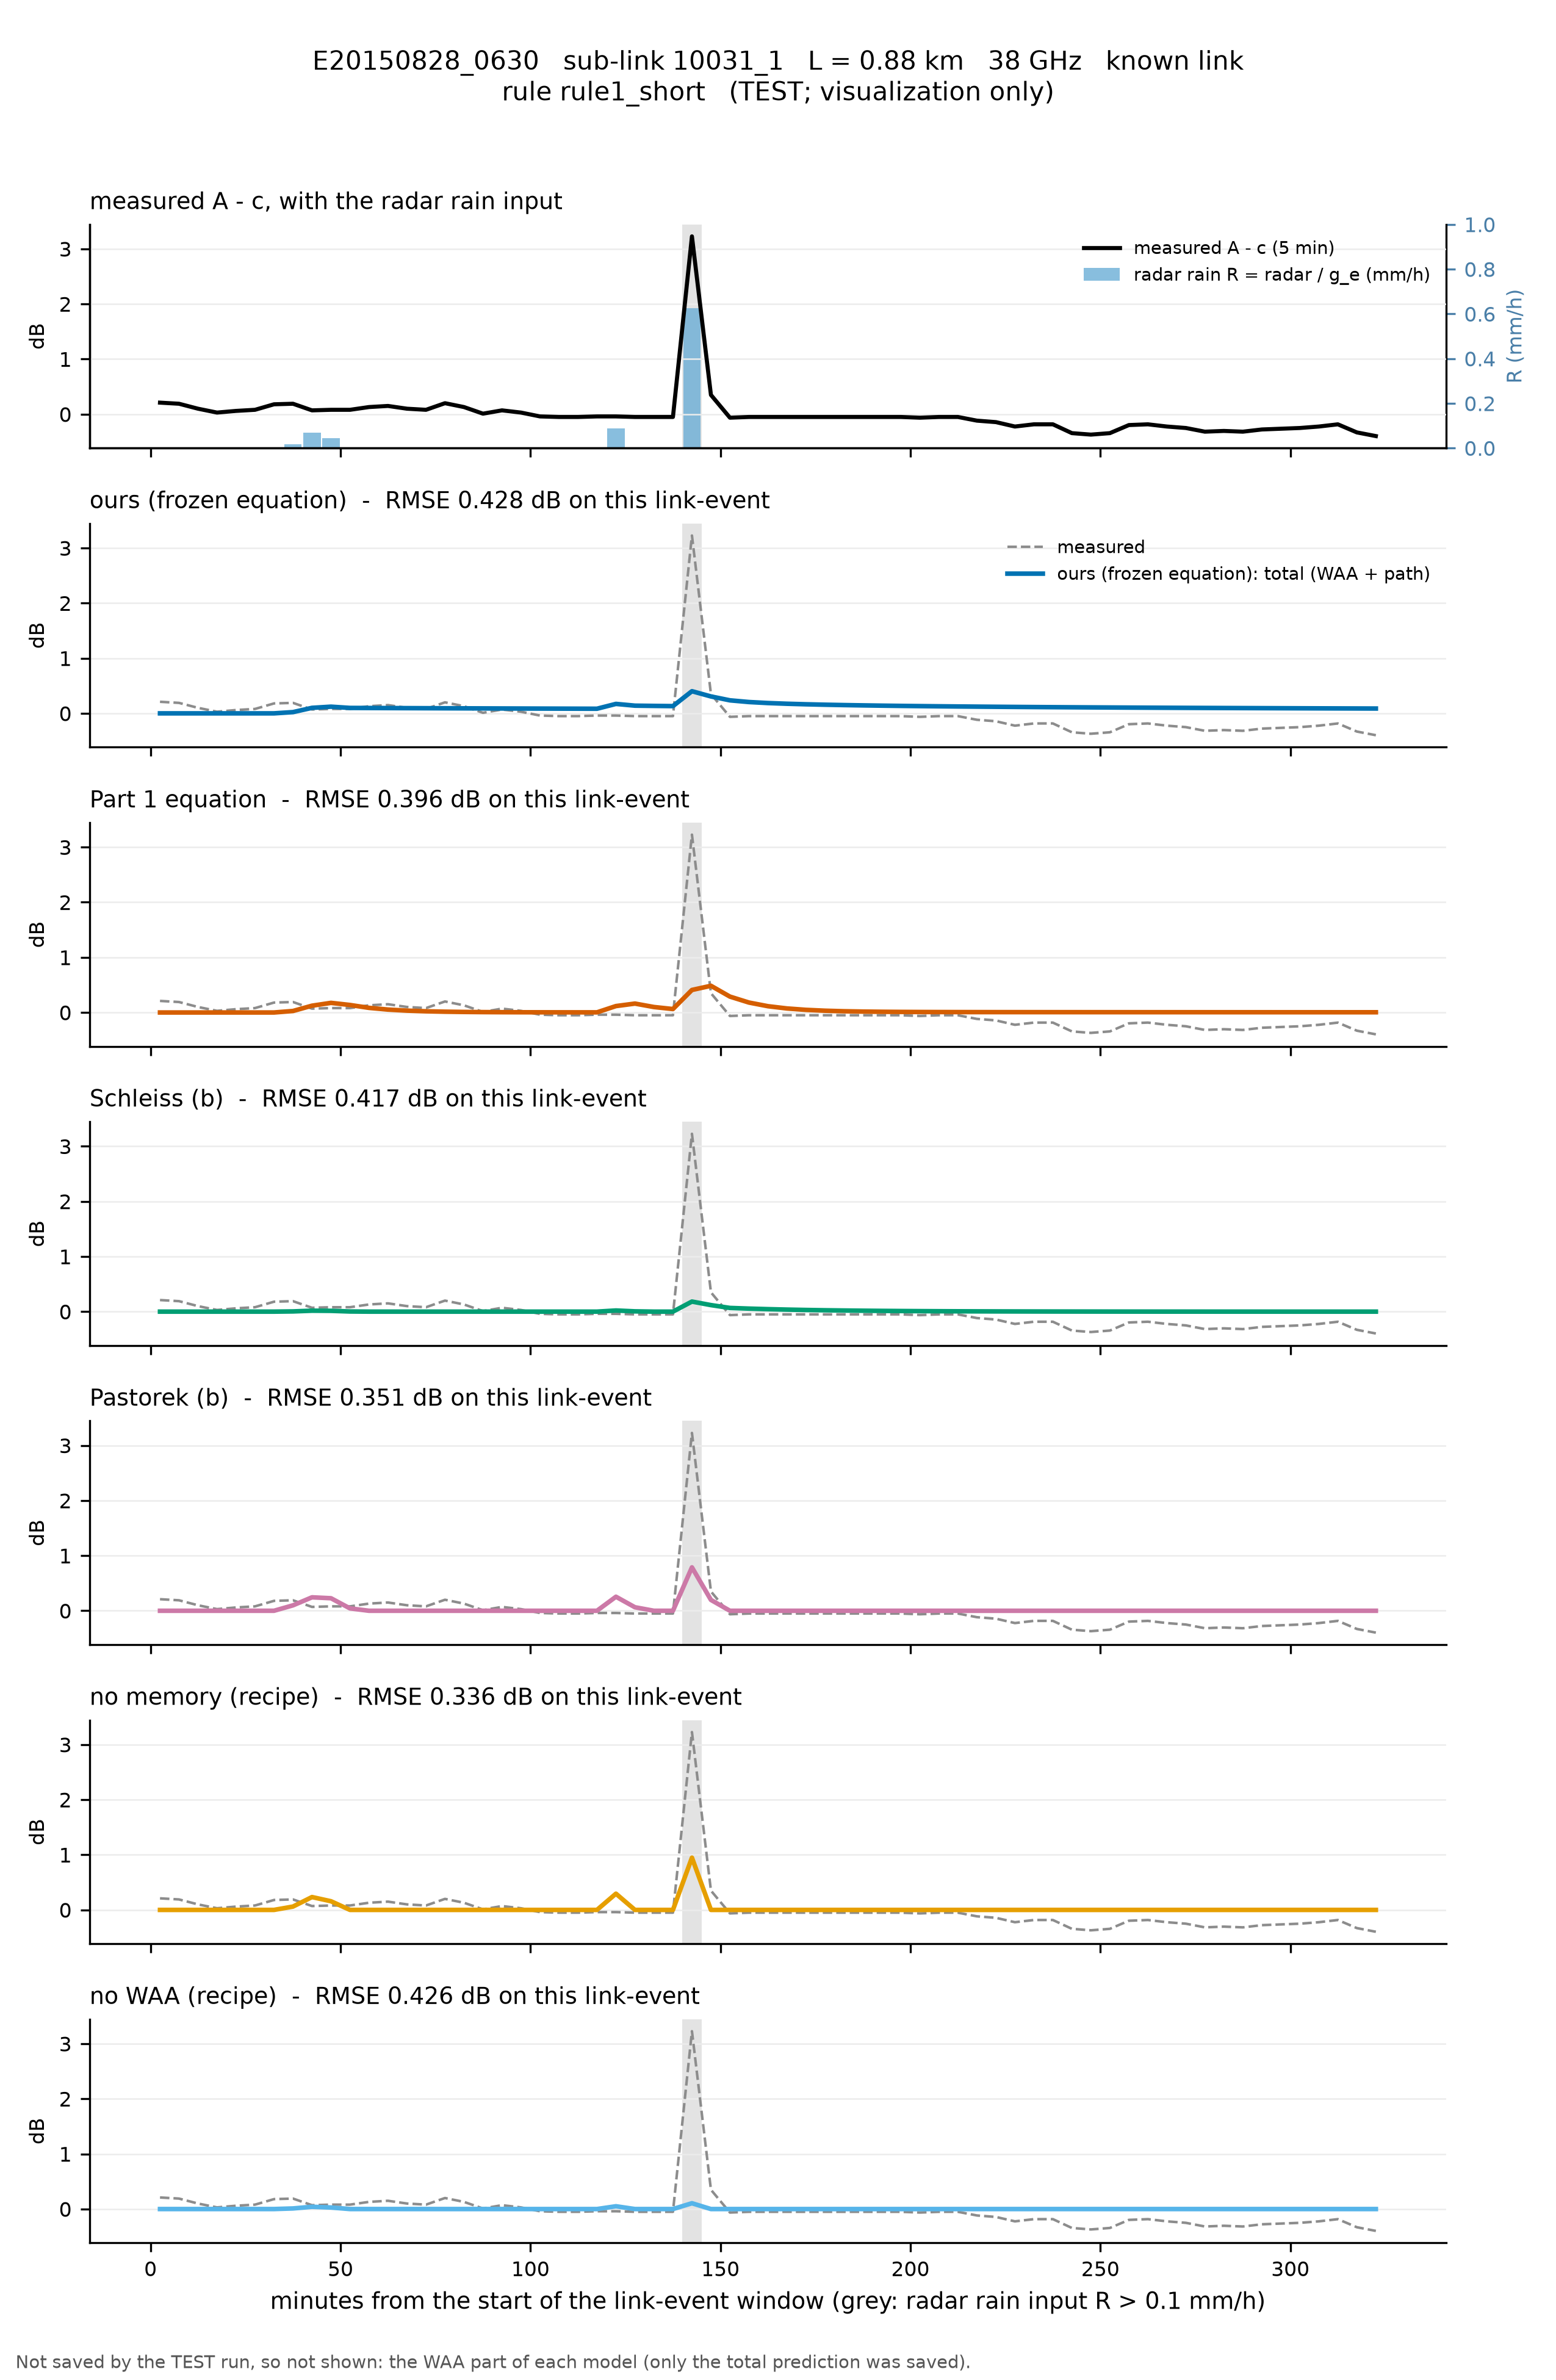 E20150828_0630   sub-link 10031_1   L = 0.88 km   38 GHz   known link
rule rule1_short   (TEST; visualization only)
measured A - c, with the radar rain input
3
2
1
0
dB
measured A - c (5 min)
radar rain R = radar / g_e (mm/h)
1.0
0.8
0.6
0.4
0.2
0.0
R (mm/h)
ours (frozen equation)  -  RMSE 0.428 dB on this link-event
3
2
1
0
dB
measured
ours (frozen equation): total (WAA + path)
Part 1 equation  -  RMSE 0.396 dB on this link-event
3
2
1
0
dB
Schleiss (b)  -  RMSE 0.417 dB on this link-event
3
2
1
0
dB
Pastorek (b)  -  RMSE 0.351 dB on this link-event
3
2
1
0
dB
no memory (recipe)  -  RMSE 0.336 dB on this link-event
3
2
1
0
dB
no WAA (recipe)  -  RMSE 0.426 dB on this link-event
3
2
1
0
dB
0 50 100 150 200 250 300
minutes from the start of the link-event window (grey: radar rain input R > 0.1 mm/h)
Not saved by the TEST run, so not shown: the WAA part of each model (only the total prediction was saved).